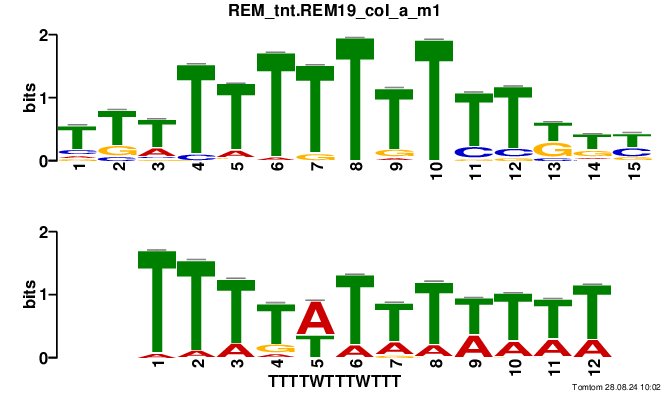 REM_tnt.REM19_col_a_m1
2
1
0
bits
1 2 3 4 5 6 7 8 9 10 11 12 13 14 15
2
1
0
bits
1 2 3 4 5 6 7 8 9 10 11 12
TTTTWTTTWTTT
Tomtom 28.08.24 10:02